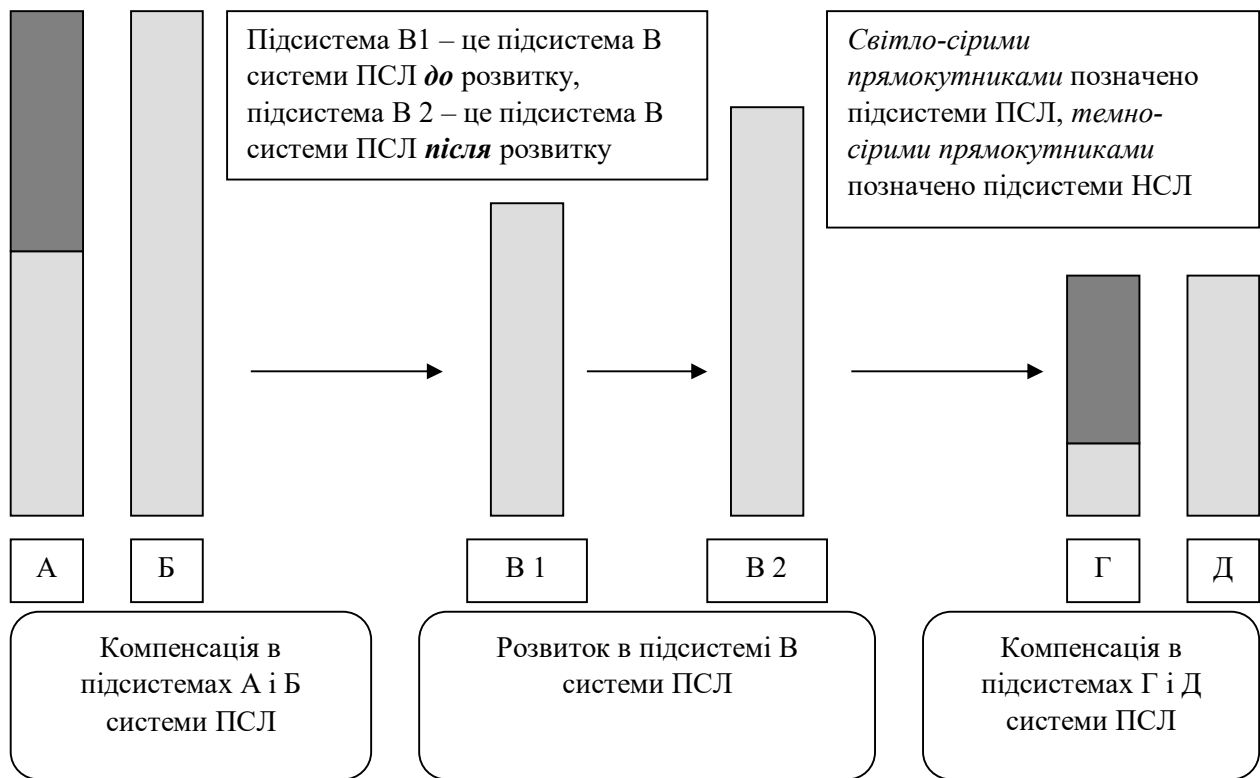 Підсистема В1 – це підсистема В
системи ПСЛ до розвитку,
підсистема В 2 – це підсистема В
системи ПСЛ після розвитку
Світло-сірими
прямокутниками позначено
підсистеми ПСЛ, темно-
сірими прямокутниками
позначено підсистеми НСЛ
А
Б
В 1
В 2
Г
Д
Компенсація в
підсистемах А і Б
системи ПСЛ
Розвиток в підсистемі В
системи ПСЛ
Компенсація в
підсистемах Г і Д
системи ПСЛ